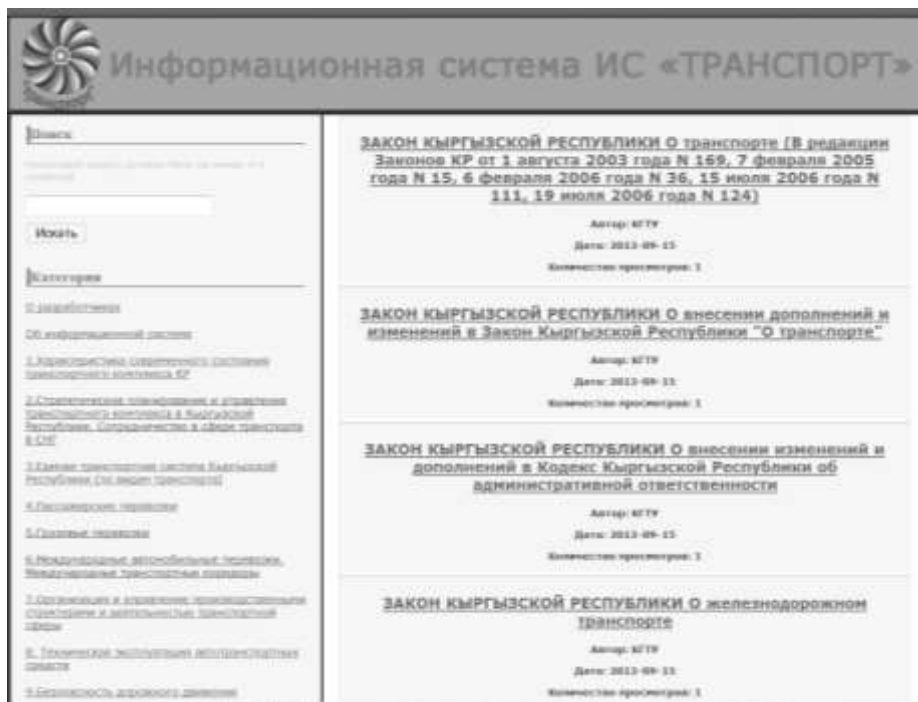 Информационная система ИС «ТРАНСПОРТ»
Поиск
Искать
Категории
О разработчиках
Об информационной системе
1.Характеристика современного состояния
транспортного комплекса КР
2.Стратегическое планирование и управление
транспортного комплекса в Кыргызской
Республике. Сотрудничество в сфере транспорта
в СНГ
3.Единая транспортная система Кыргызской
Республики (по видам транспорта)
4.Пассажирские перевозки
5.Грузовые перевозки
6.Международные автомобильные перевозки.
Международные транспортные коридоры
7.Организация и управление производственными
структурами и деятельностью транспортной
сферы
8. Техническая эксплуатация автотранспортных
средств
9.Безопасность дорожного движения
ЗАКОН КЫРГЫЗСКОЙ РЕСПУБЛИКИ О транспорте (В редакции
Законов КР от 1 августа 2003 года N 169, 7 февраля 2005
года N 15, 6 февраля 2006 года N 36, 15 июля 2006 года N
111, 19 июля 2006 года N 124)
Автор: КГТУ
Дата: 2013-09-15
Количество просмотров: 1
ЗАКОН КЫРГЫЗСКОЙ РЕСПУБЛИКИ О внесении дополнений и
изменений в Закон Кыргызской Республики "О транспорте"
Автор: КГТУ
Дата: 2013-09-15
Количество просмотров: 1
ЗАКОН КЫРГЫЗСКОЙ РЕСПУБЛИКИ О внесении изменений и
дополнений в Кодекс Кыргызской Республики об
административной ответственности
Автор: КГТУ
Дата: 2013-09-15
Количество просмотров: 1
ЗАКОН КЫРГЫЗСКОЙ РЕСПУБЛИКИ О железнодорожном
транспорте
Автор: КГТУ
Дата: 2013-09-15
Количество просмотров: 1